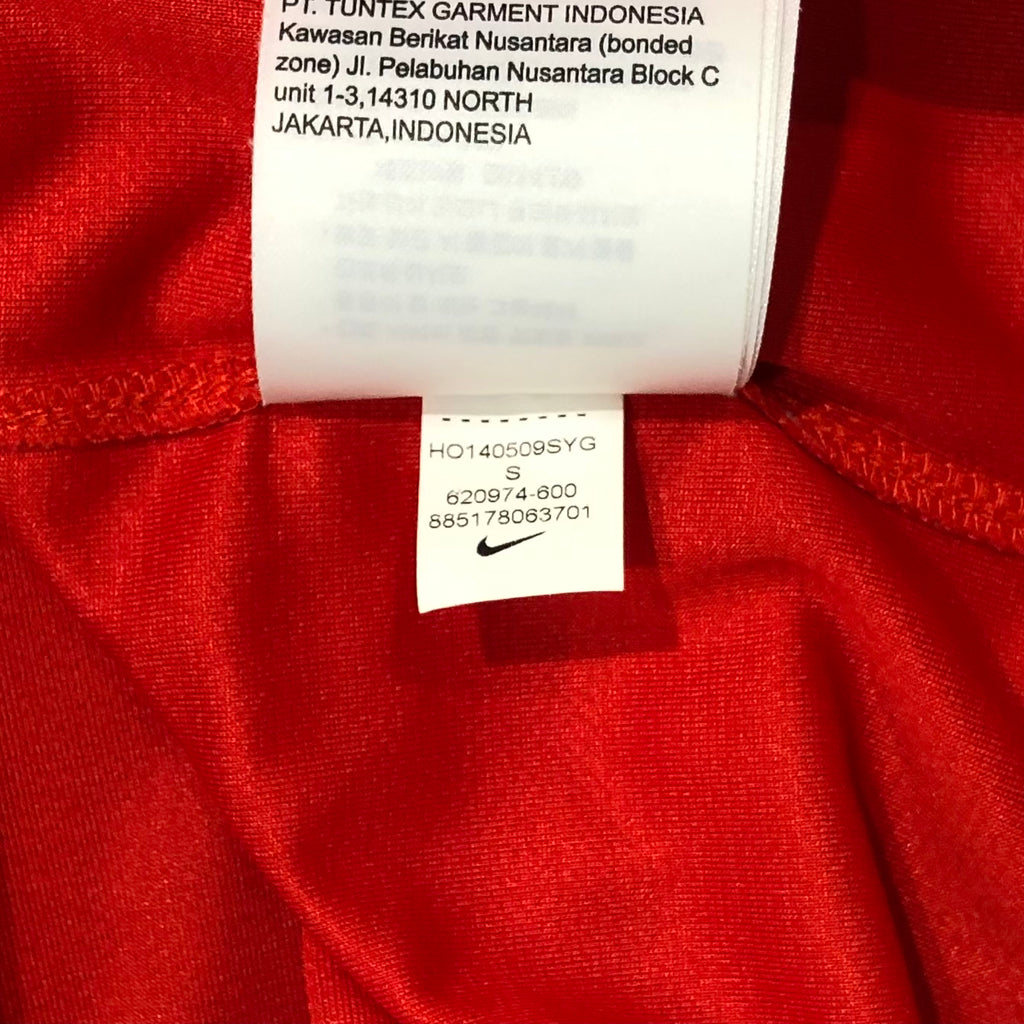 PT. TUNTEX GARMENT INDONESIA
Kawasan Berikat Nusantara (bonded
zone) Jl. Pelabuhan Nusantara Block C
unit 1-3,14310 NORTH
JAKARTA,INDONESIA
HO140509SYG
S
620974-600
885178063701